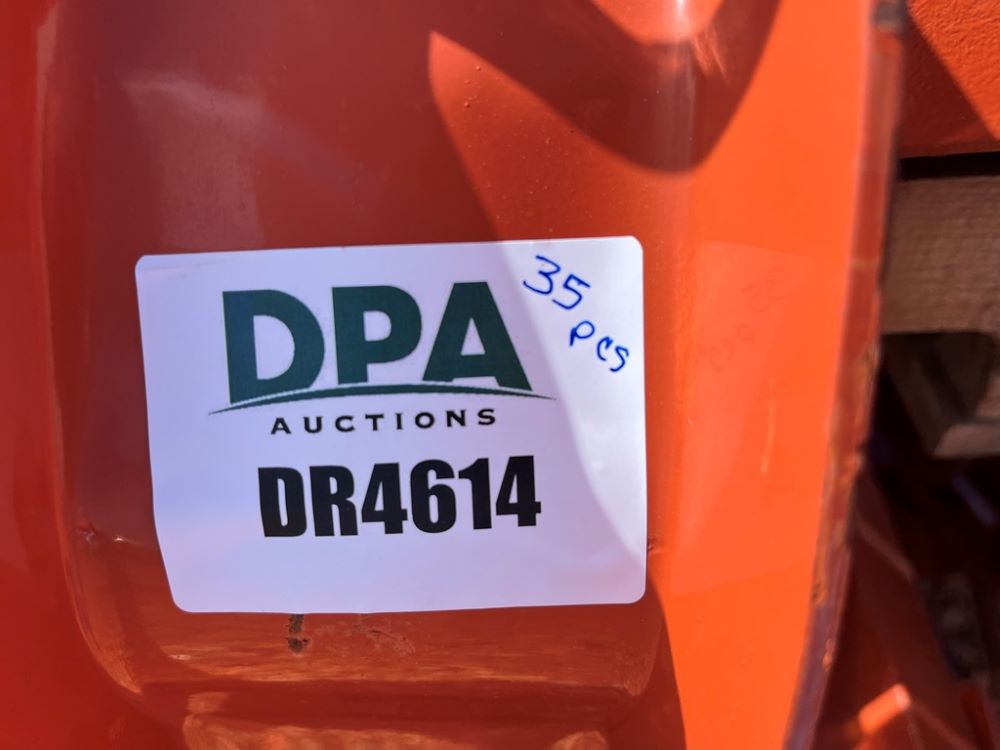 35
pcs
DPA
AUCTIONS
DR4614